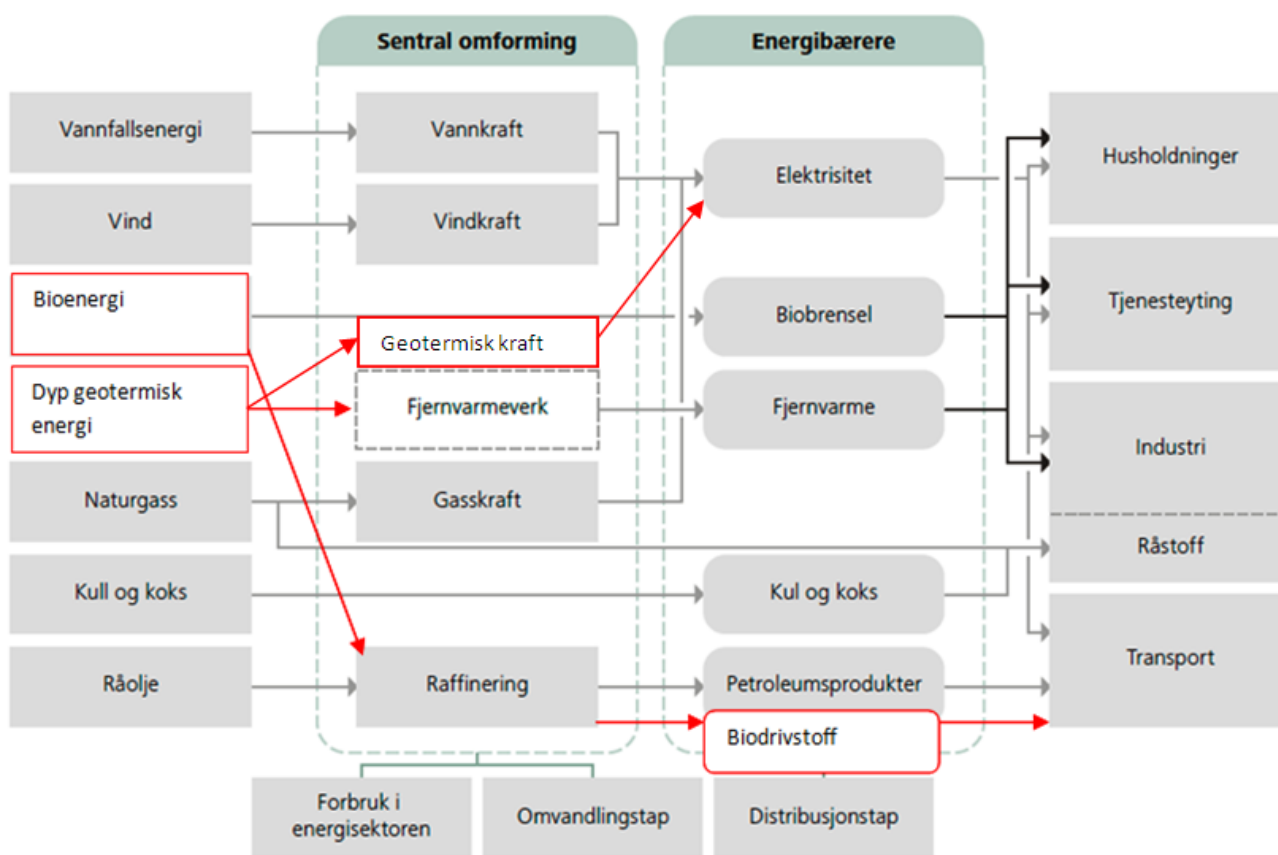 Sentral omforming
Energibærere
Vannfallsenergi
Vannkraft
Elektrisitet
Husholdninger
Vind
Vindkraft
Bioenergi
Biobrensel
Tjenesteyting
Geotermisk kraft
Dyp geotermisk
energi
Fjernvarmeverk
Fjernvarme
Industri
Naturgass
Gasskraft
Råstoff
Kull og koks
Kul og koks
Råolje
Raffinering
Petroleumsprodukter
Transport
Biodrivstoff
Forbruk i
energisektoren
Omvandlingstap
Distribusjonstap